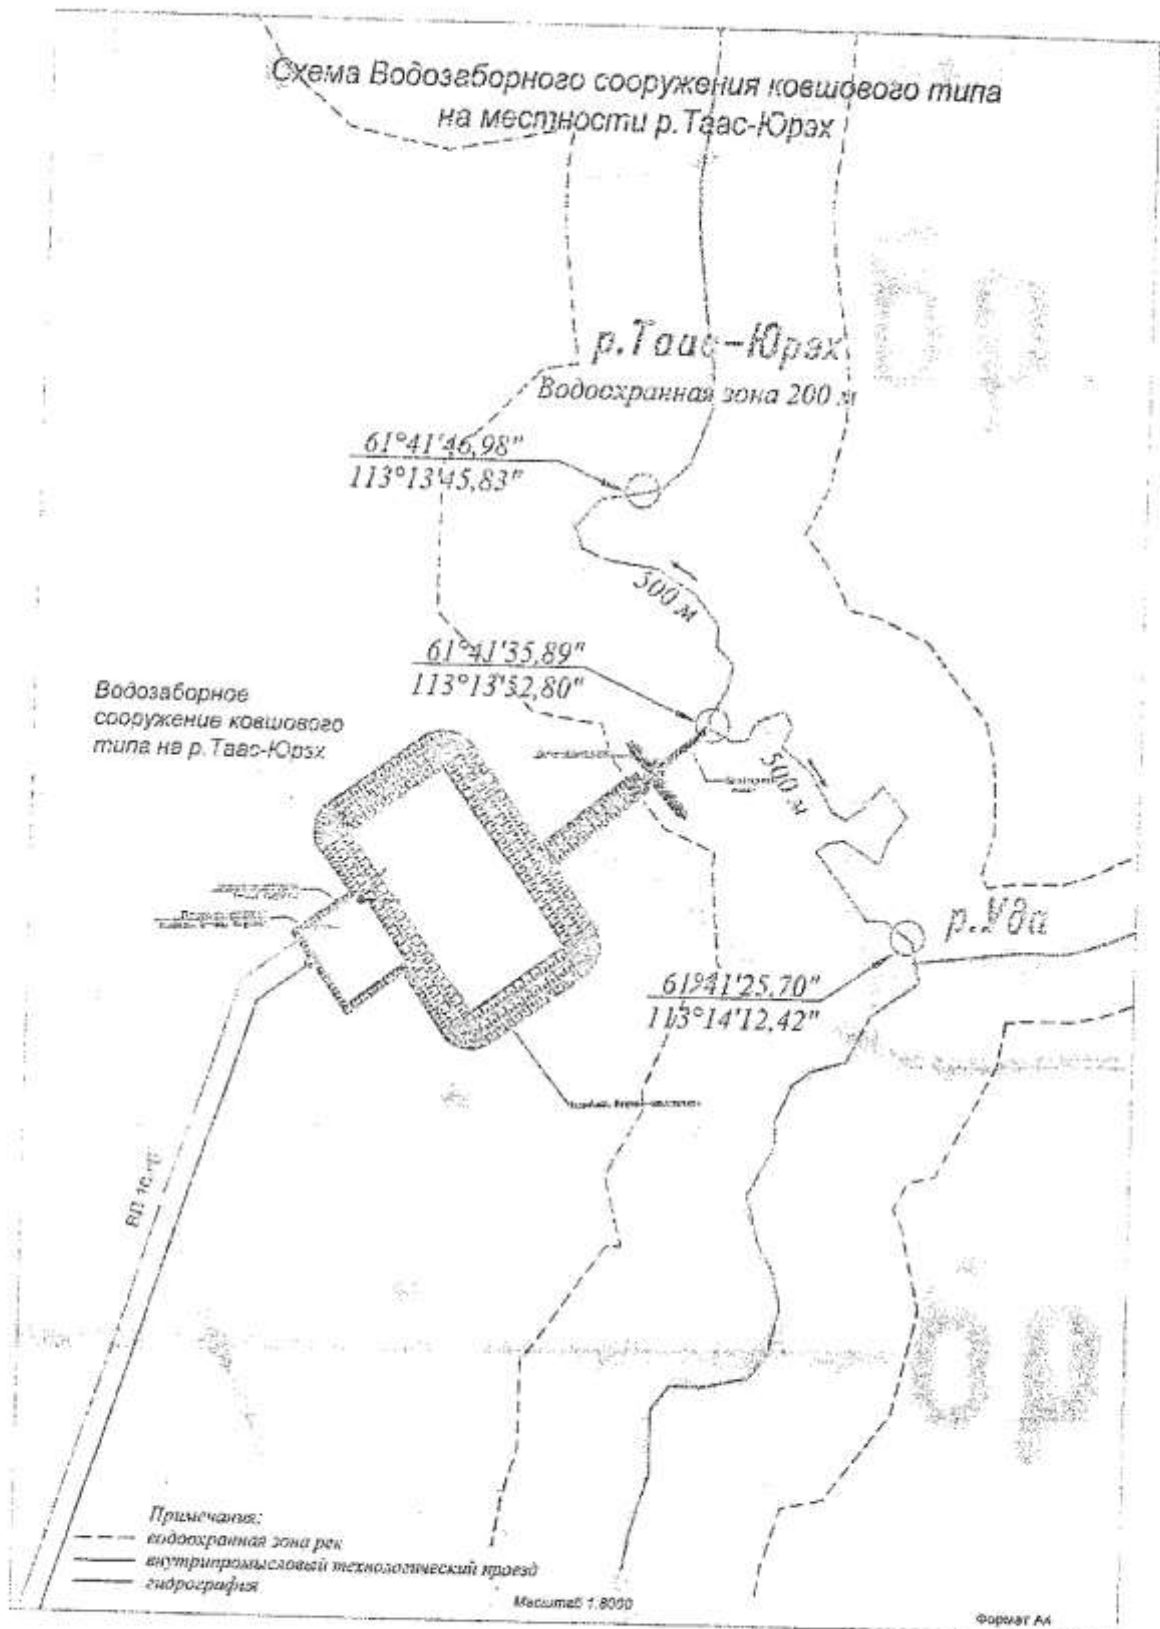 Схема Водозаборного сооружения ковшового типа
на местности р.Таас-Юрэх
р.Таас-Юрэх
Водоохранная зона 200 м
61°41'46,98"
113°13'45,83"
500 м
61°41'35,89"
113°13'52,80"
Водозаборное
сооружение ковшового
типа на р.Таас-Юрэх
500 м
р.Уда
61°41'25,70"
113°14'12,42"
Примечания:
водоохранная зона рек
внутрипромысловый технологический проезд
гидрография
Масштаб 1:8000
Формат А4